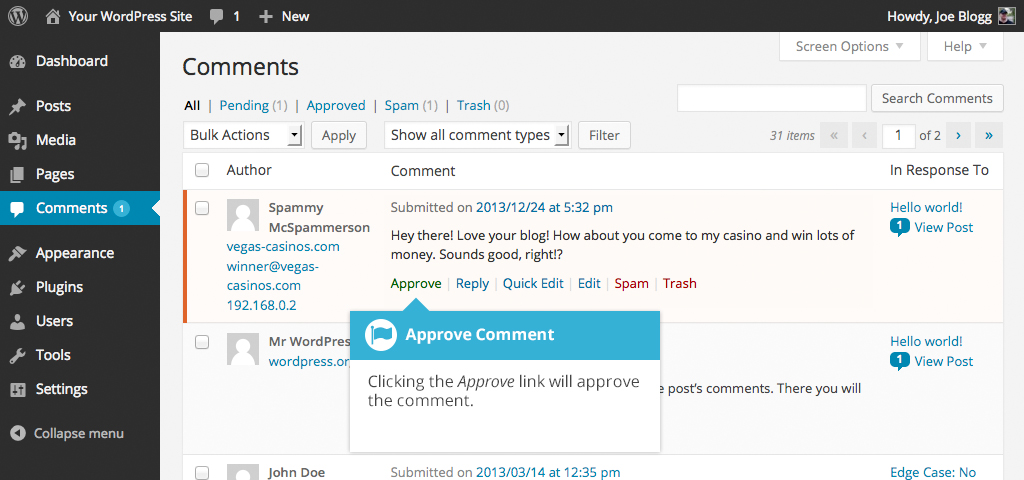 Your WordPress Site 1 New Howdy, Joe Blogg
Screen Options Help
Dashboard
Posts
Media
Pages
Comments 1
Appearance
Plugins
Users
Tools
Settings
Collapse menu
Comments
All | Pending (1) | Approved | Spam (1) | Trash (0)
Search Comments
Bulk Actions Apply Show all comment types Filter 31 items « ‹ 1 of 2 › »
Author Comment In Response To
Spammy
McSpammerson
vegas-casinos.com
winner@vegas-
casinos.com
192.168.0.2
Submitted on 2013/12/24 at 5:32 pm
Hey there! Love your blog! How about you come to my casino and win lots of
money. Sounds good, right!?
Approve | Reply | Quick Edit | Edit | Spam | Trash
Hello world!
1 View Post
Approve Comment
Clicking the Approve link will approve
the comment.
Mr WordPres
wordpress.or
post's comments. There you will
Hello world!
1 View Post
John Doe Submitted on 2013/03/14 at 12:35 pm Edge Case: No